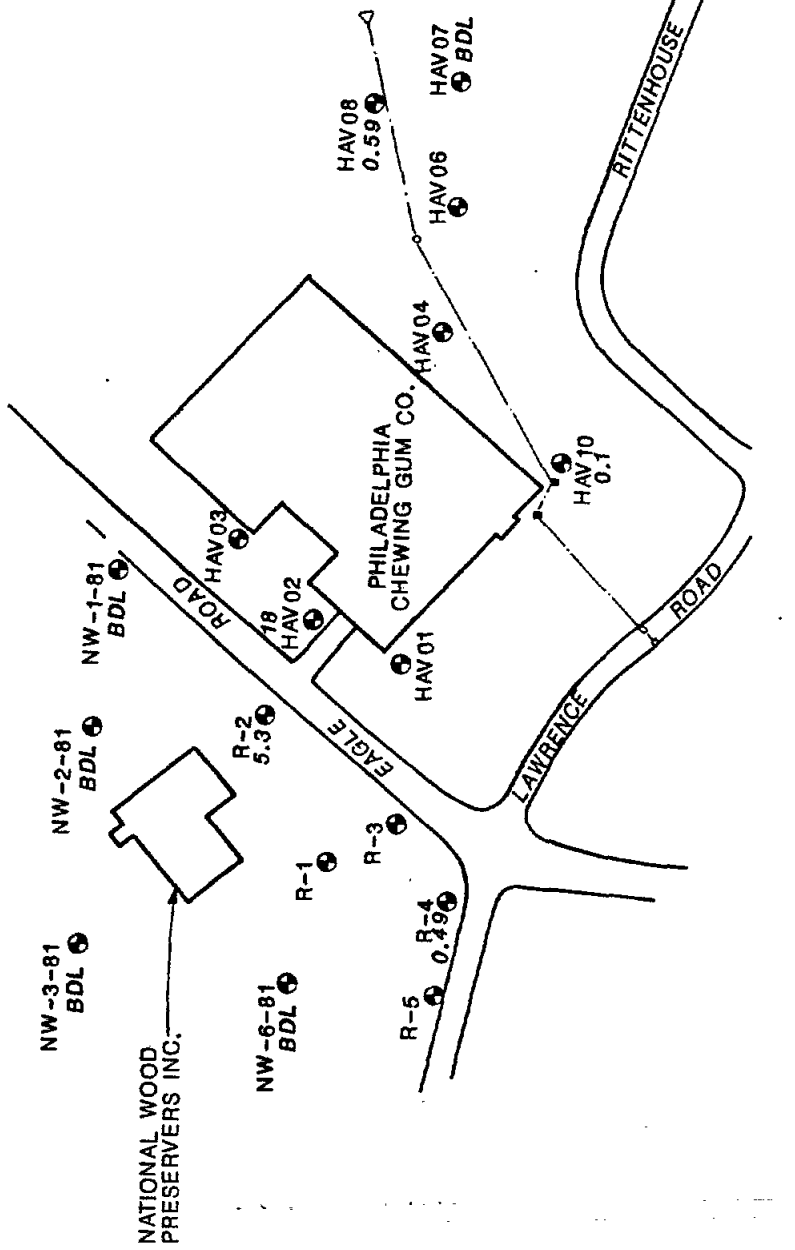 NATIONAL WOOD
PRESERVERS INC.
NW-3-81
BDL
NW-2-81
BDL
NW-1-81
BDL
NW-6-81
BDL
R-1
R-2
5.3
R-3
R-4
0.49
R-5
EAGLE
ROAD
LAWRENCE
ROAD
RITTENHOUSE
PHILADELPHIA
CHEWING GUM CO.
HAV01
18
HAV02
HAV03
HAV04
HAV06
HAV07
BDL
HAV08
0.59
HAV10
0.1